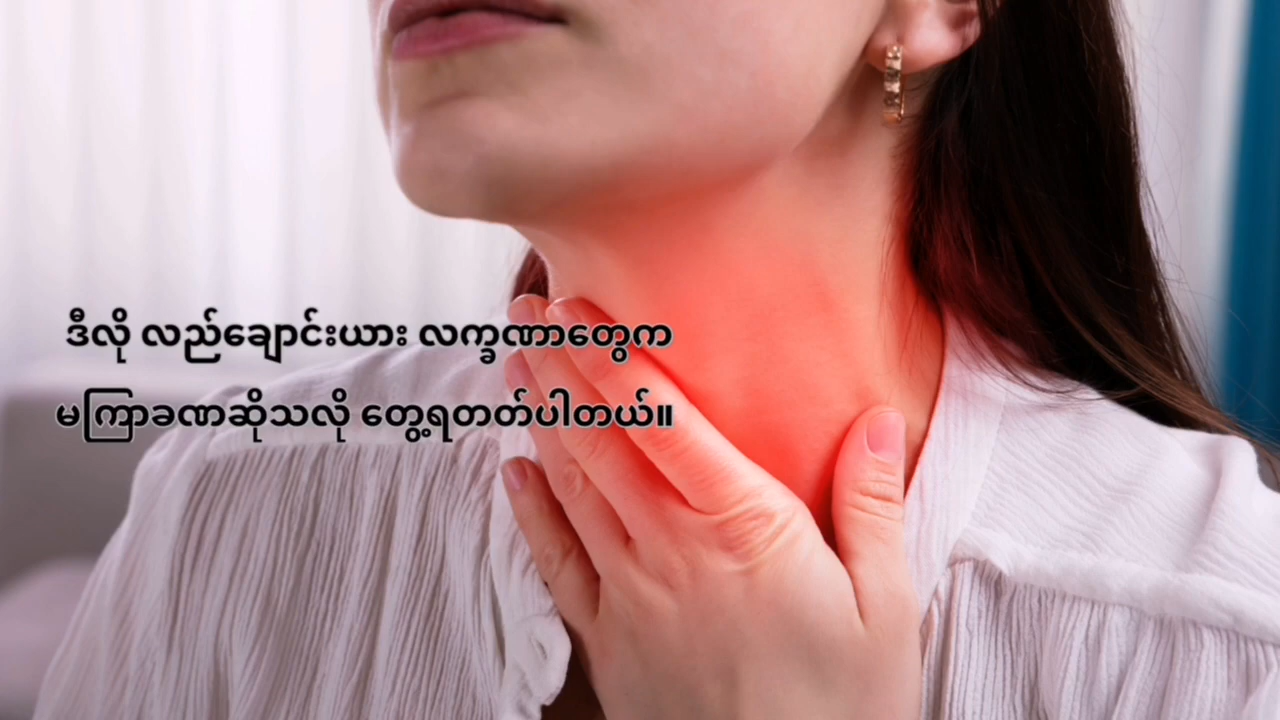 ဒီလို လည်ချောင်းယား လက္ခဏာတွေက
မကြာခဏဆိုသလို တွေ့ရတတ်ပါတယ်။